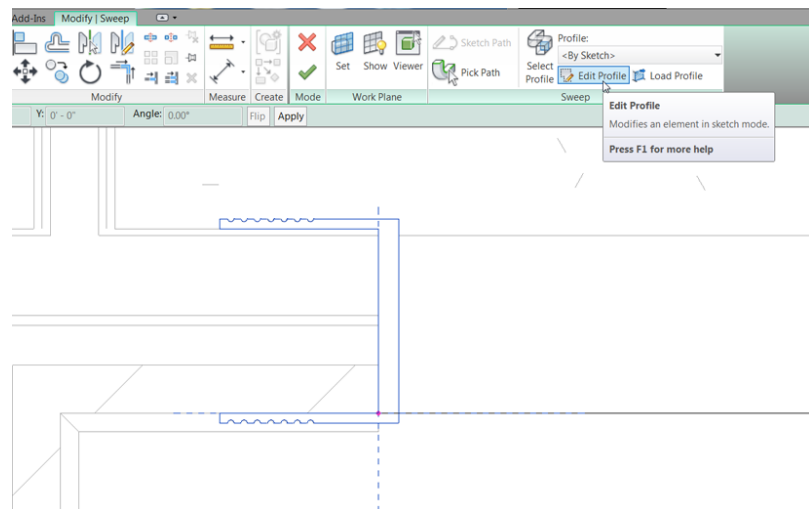 Add-Ins Modify | Sweep
Profile:
Sketch Path
<By Sketch>
Set Show Viewer Pick Path Select Profile Edit Profile Load Profile
Modify Measure Create Mode Work Plane Sweep
Y: 0' - 0" Angle: 0.00° Flip Apply
Edit Profile
Modifies an element in sketch mode.
Press F1 for more help